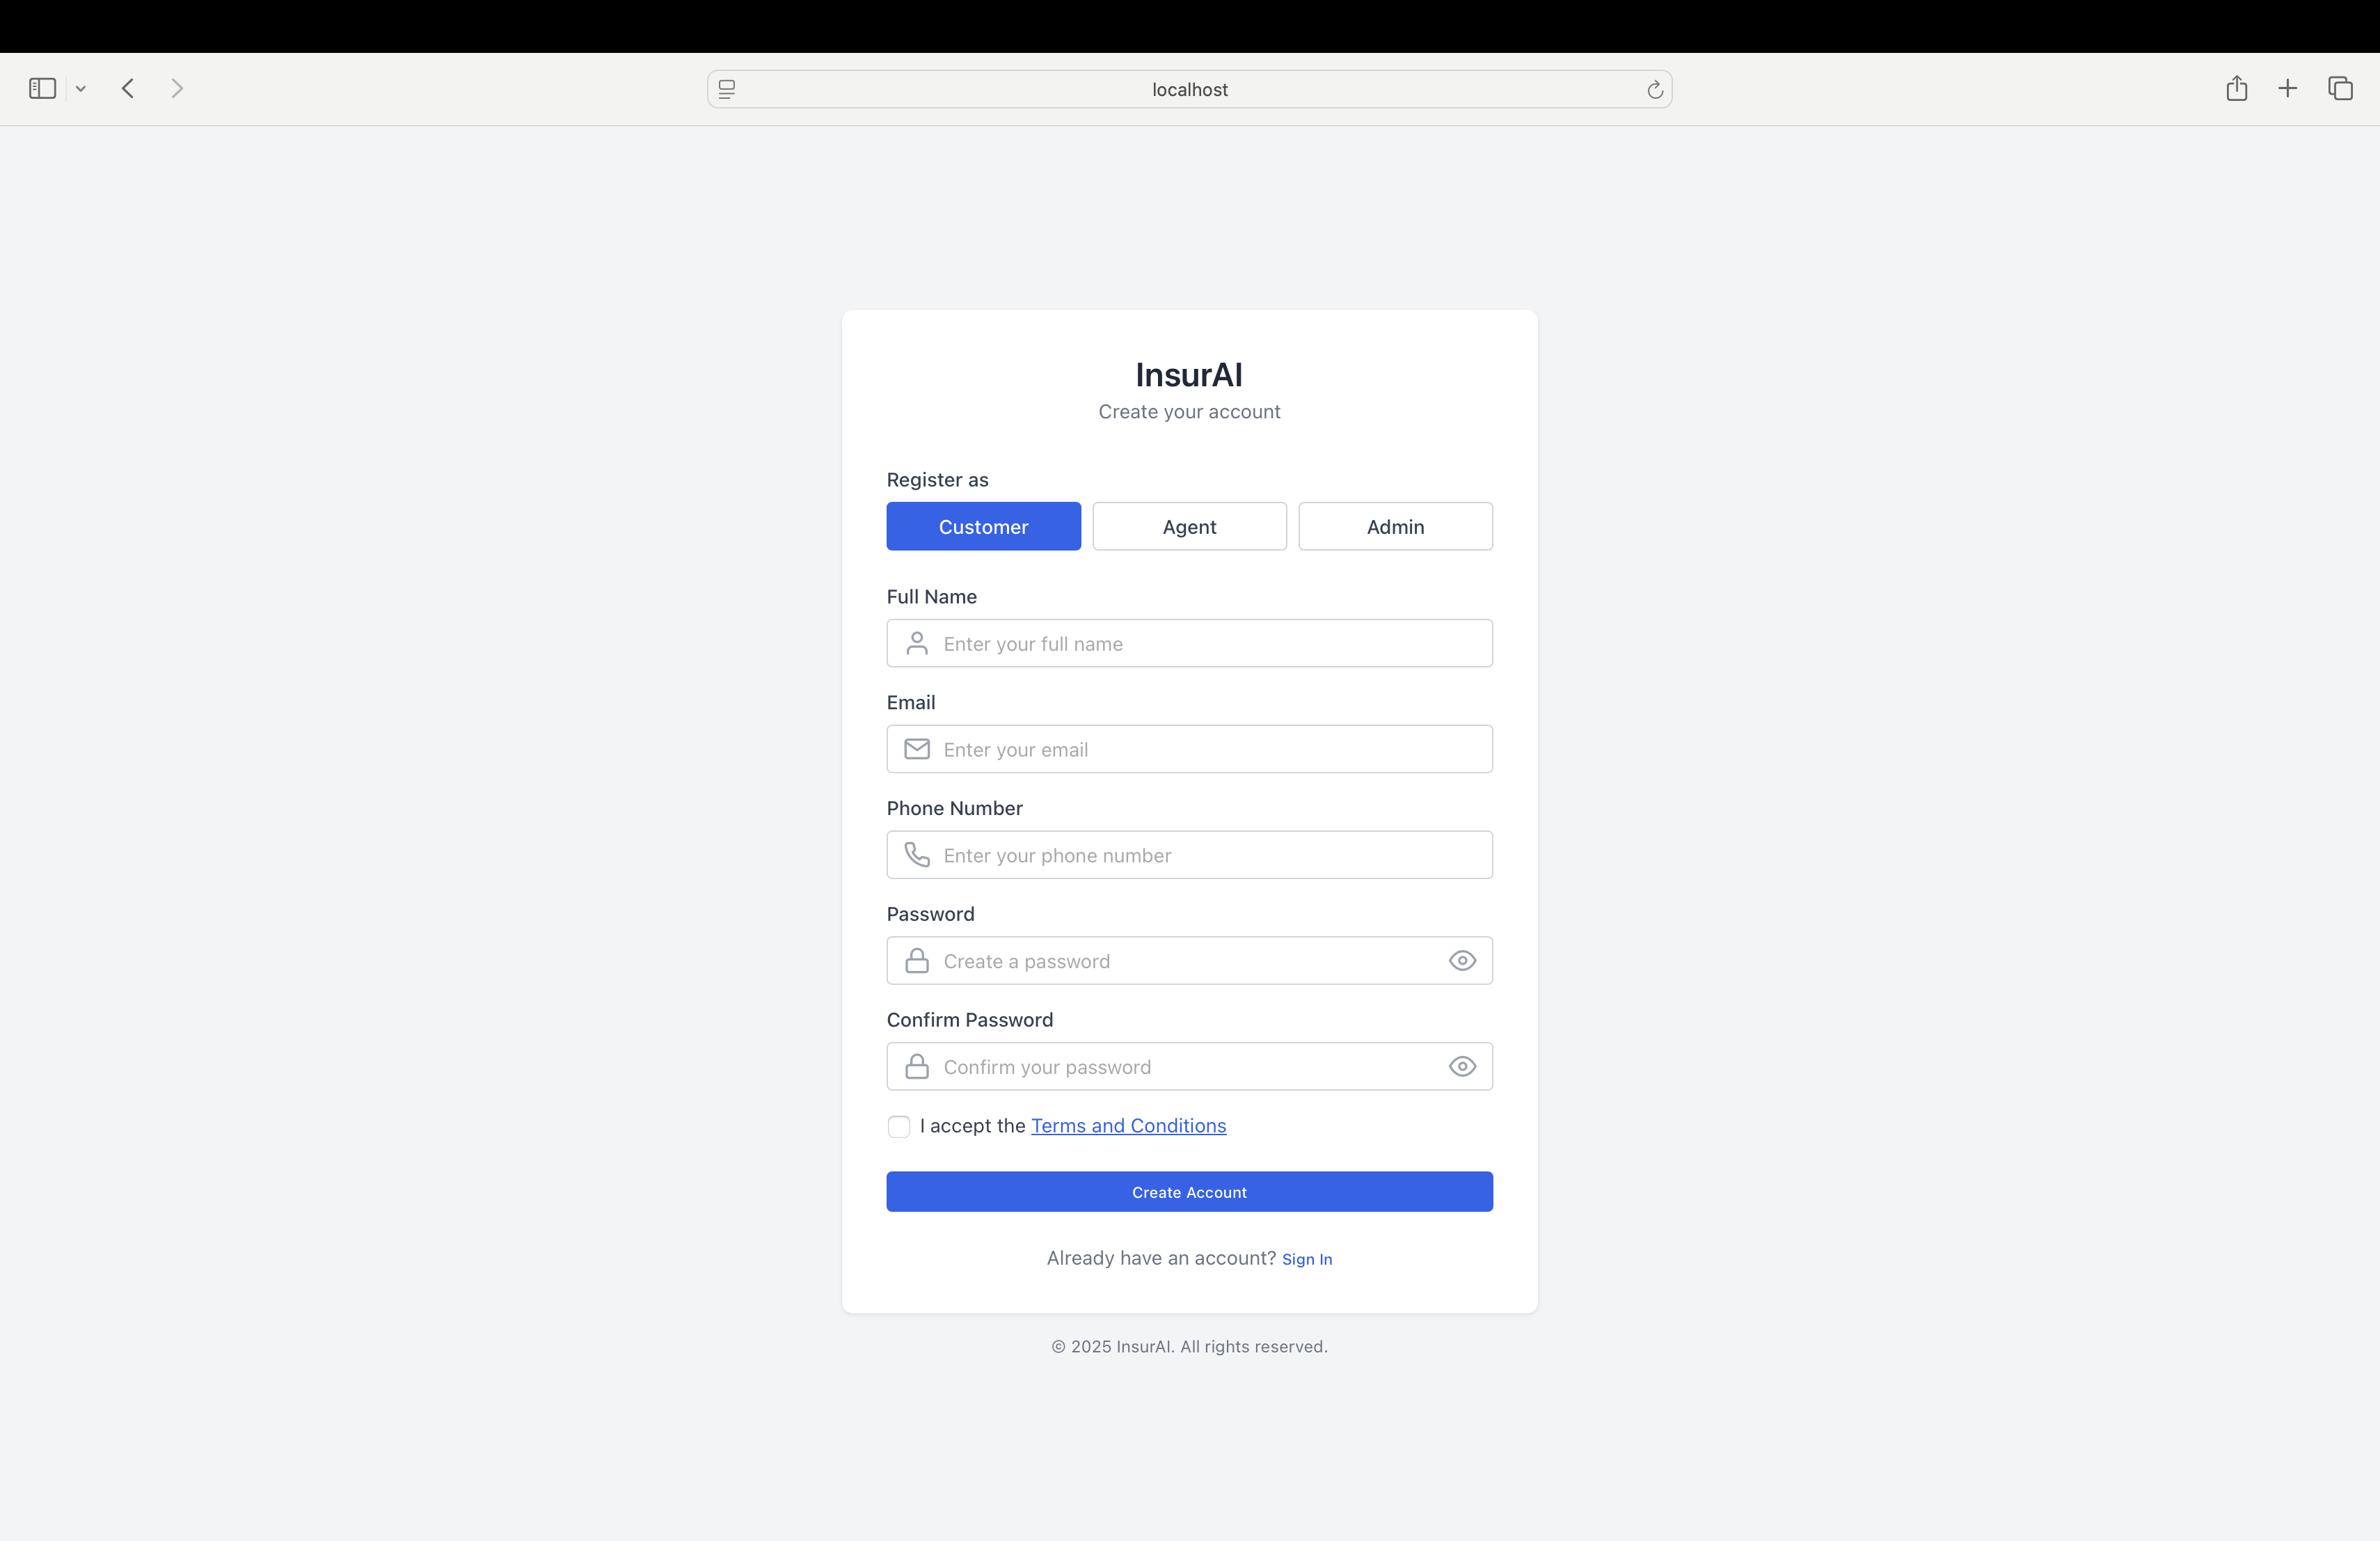 localhost
InsurAI
Create your account
Register as
Customer Agent Admin
Full Name
Enter your full name
Email
Enter your email
Phone Number
Enter your phone number
Password
Create a password
Confirm Password
Confirm your password
I accept the Terms and Conditions
Create Account
Already have an account? Sign In
© 2025 InsurAI. All rights reserved.